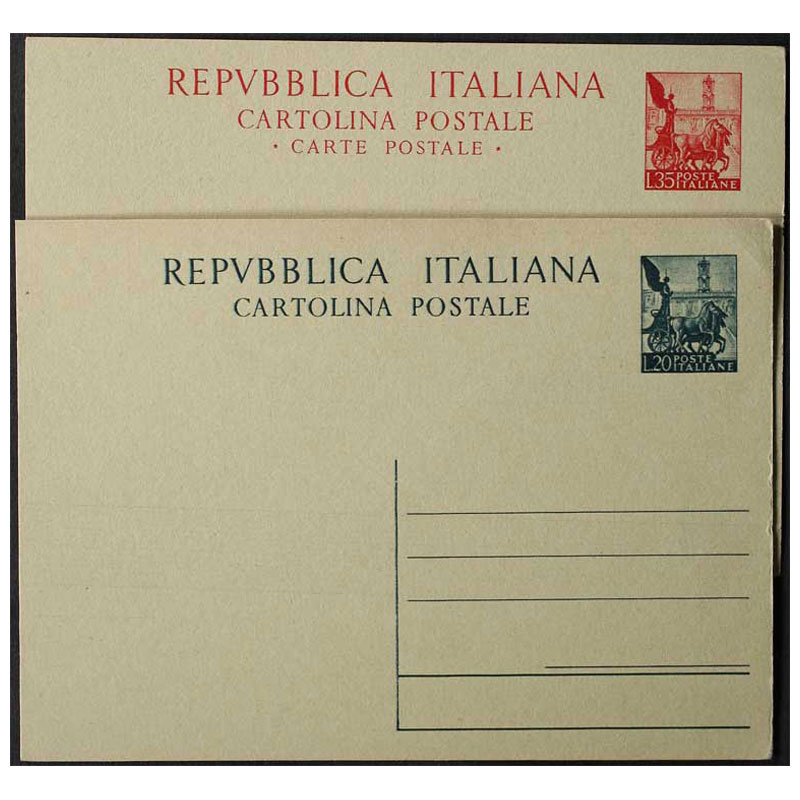 REPVBBLICA ITALIANA
CARTOLINA POSTALE
• CARTE POSTALE •
L.35 POSTE ITALIANE
REPVBBLICA ITALIANA
CARTOLINA POSTALE
L.20 POSTE ITALIANE